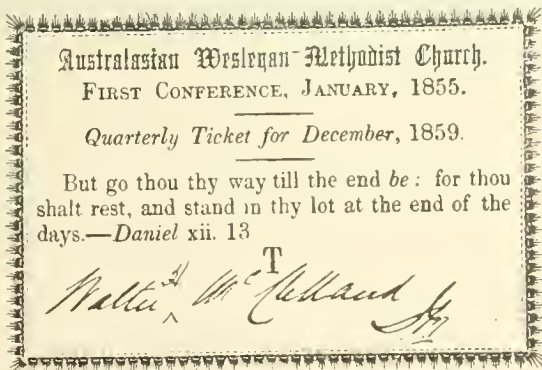 Australasian Wesleyan-Methodist Church.
FIRST CONFERENCE, JANUARY, 1855.
Quarterly Ticket for December, 1859.
But go thou thy way till the end be : for thou
shalt rest, and stand in thy lot at the end of the
days.—Daniel xii. 13
T
Walter McClelland